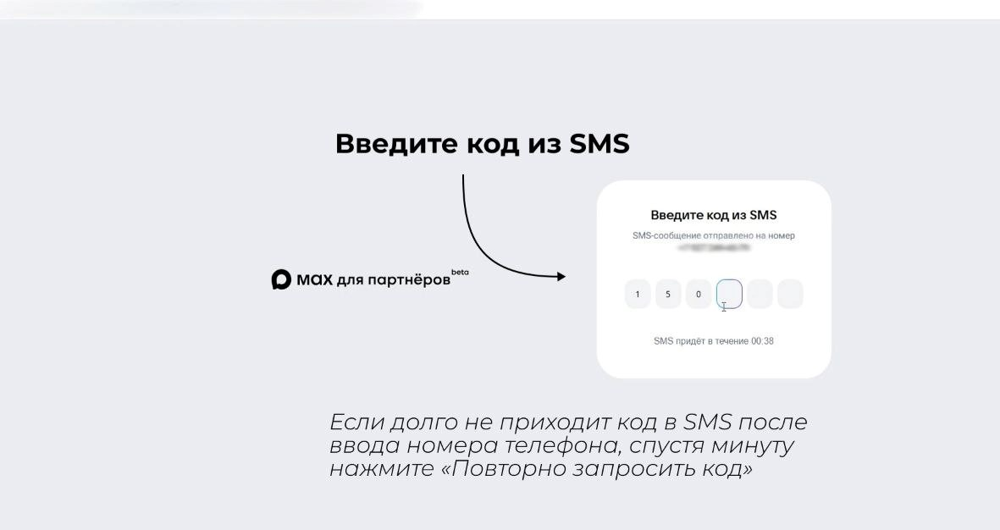 Введите код из SMS
Введите код из SMS
SMS-сообщение отправлено на номер
max для партнёров beta
1 5 0
SMS придёт в течение 00:38
Если долго не приходит код в SMS после
ввода номера телефона, спустя минуту
нажмите «Повторно запросить код»